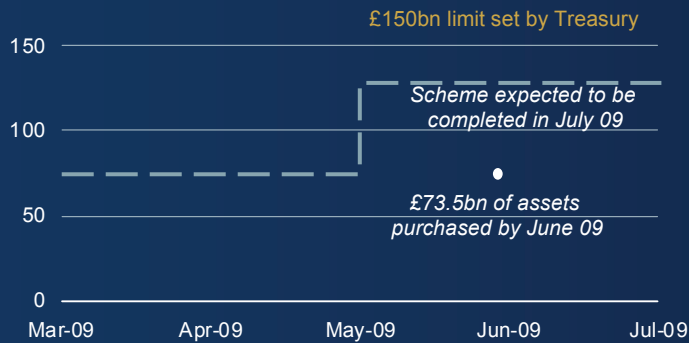 £150bn limit set by Treasury
150
Scheme expected to be
completed in July 09
100
£73.5bn of assets
purchased by June 09
50
0
Mar-09 Apr-09 May-09 Jun-09 Jul-09